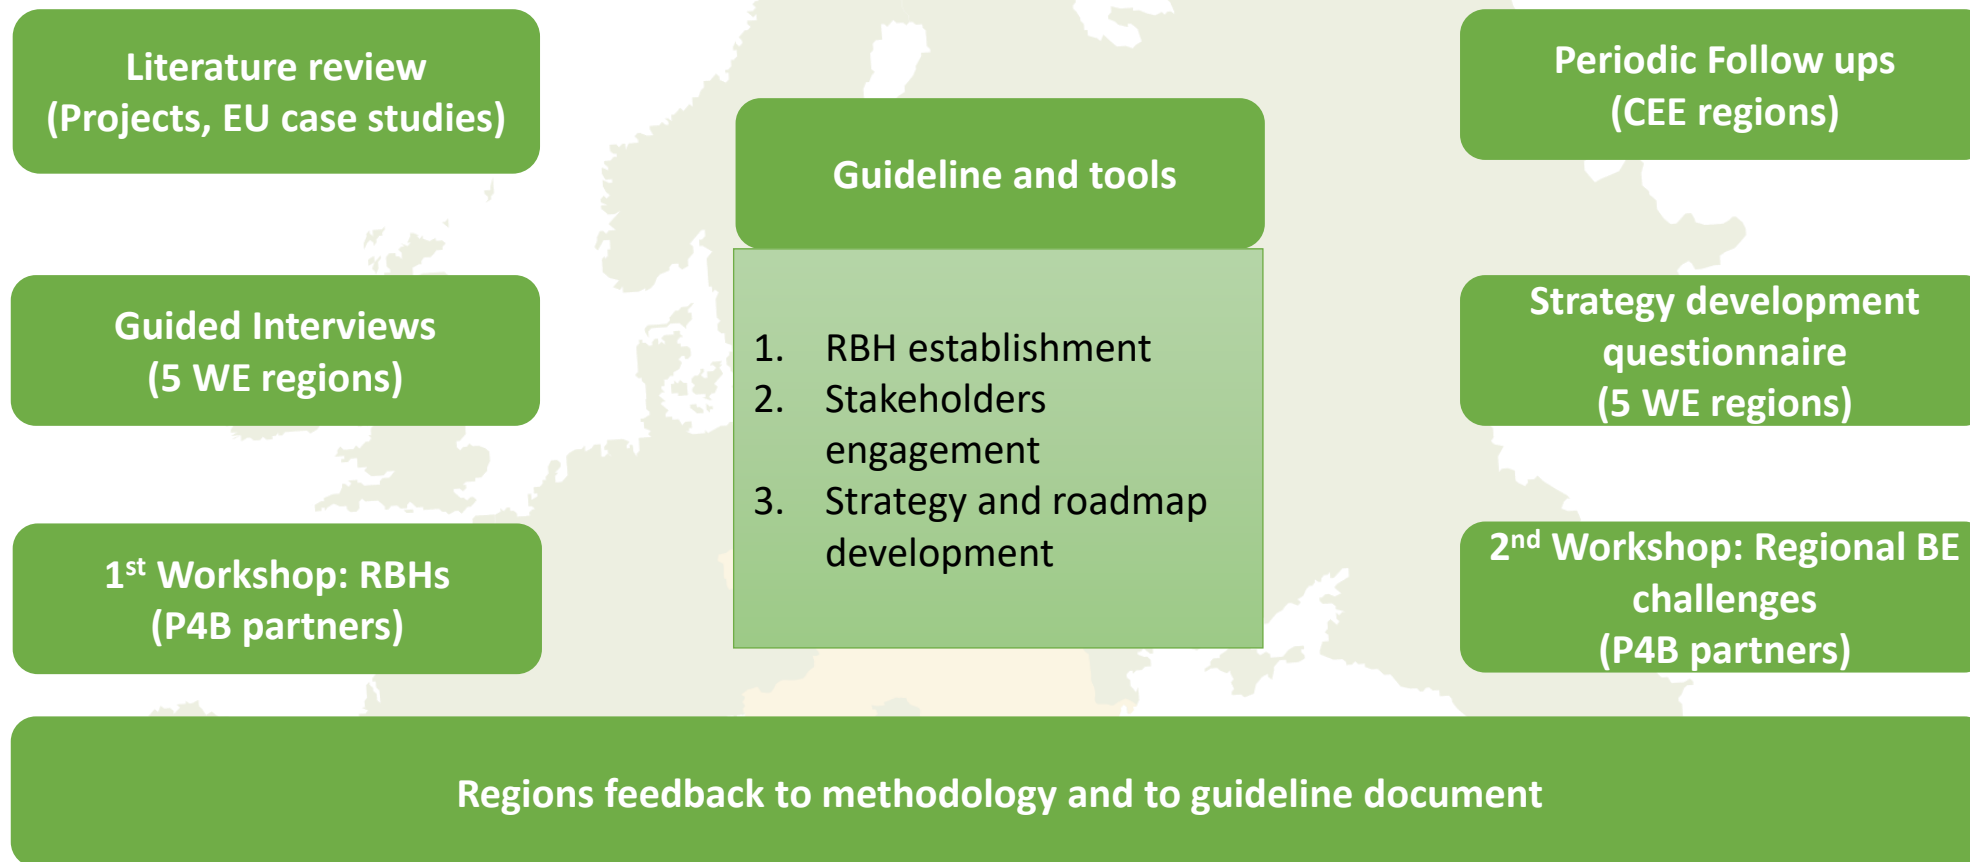 Literature review
(Projects, EU case studies)
Guided Interviews
(5 WE regions)
1st Workshop: RBHs
(P4B partners)
Guideline and tools
1. RBH establishment
2. Stakeholders
engagement
3. Strategy and roadmap
development
Periodic Follow ups
(CEE regions)
Strategy development
questionnaire
(5 WE regions)
2nd Workshop: Regional BE
challenges
(P4B partners)
Regions feedback to methodology and to guideline document